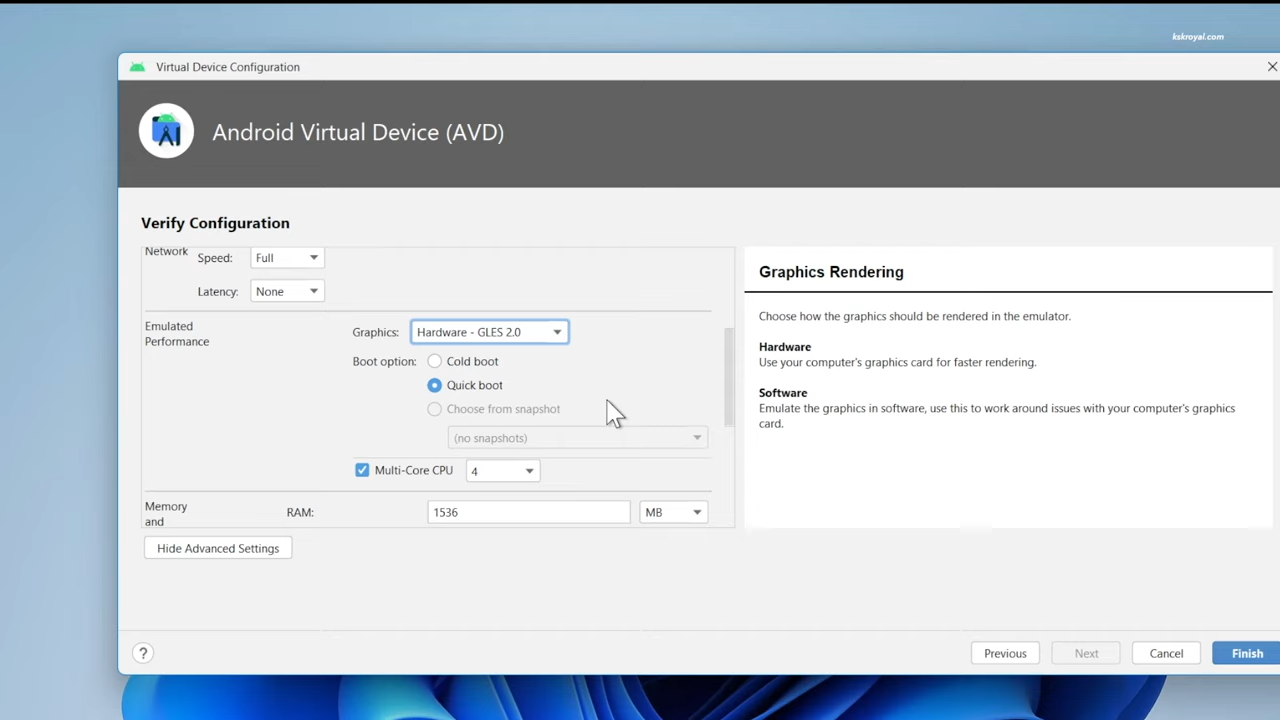 kskroyal.com
Virtual Device Configuration
Android Virtual Device (AVD)
Verify Configuration
Network
Speed: Full
Latency: None
Emulated
Performance
Graphics: Hardware - GLES 2.0
Boot option: Cold boot
Quick boot
Choose from snapshot
(no snapshots)
Multi-Core CPU 4
Memory
and
RAM: 1536 MB
Hide Advanced Settings
Graphics Rendering
Choose how the graphics should be rendered in the emulator.
Hardware
Use your computer's graphics card for faster rendering.
Software
Emulate the graphics in software, use this to work around issues with your computer's graphics
card.
?
Previous
Next
Cancel
Finish